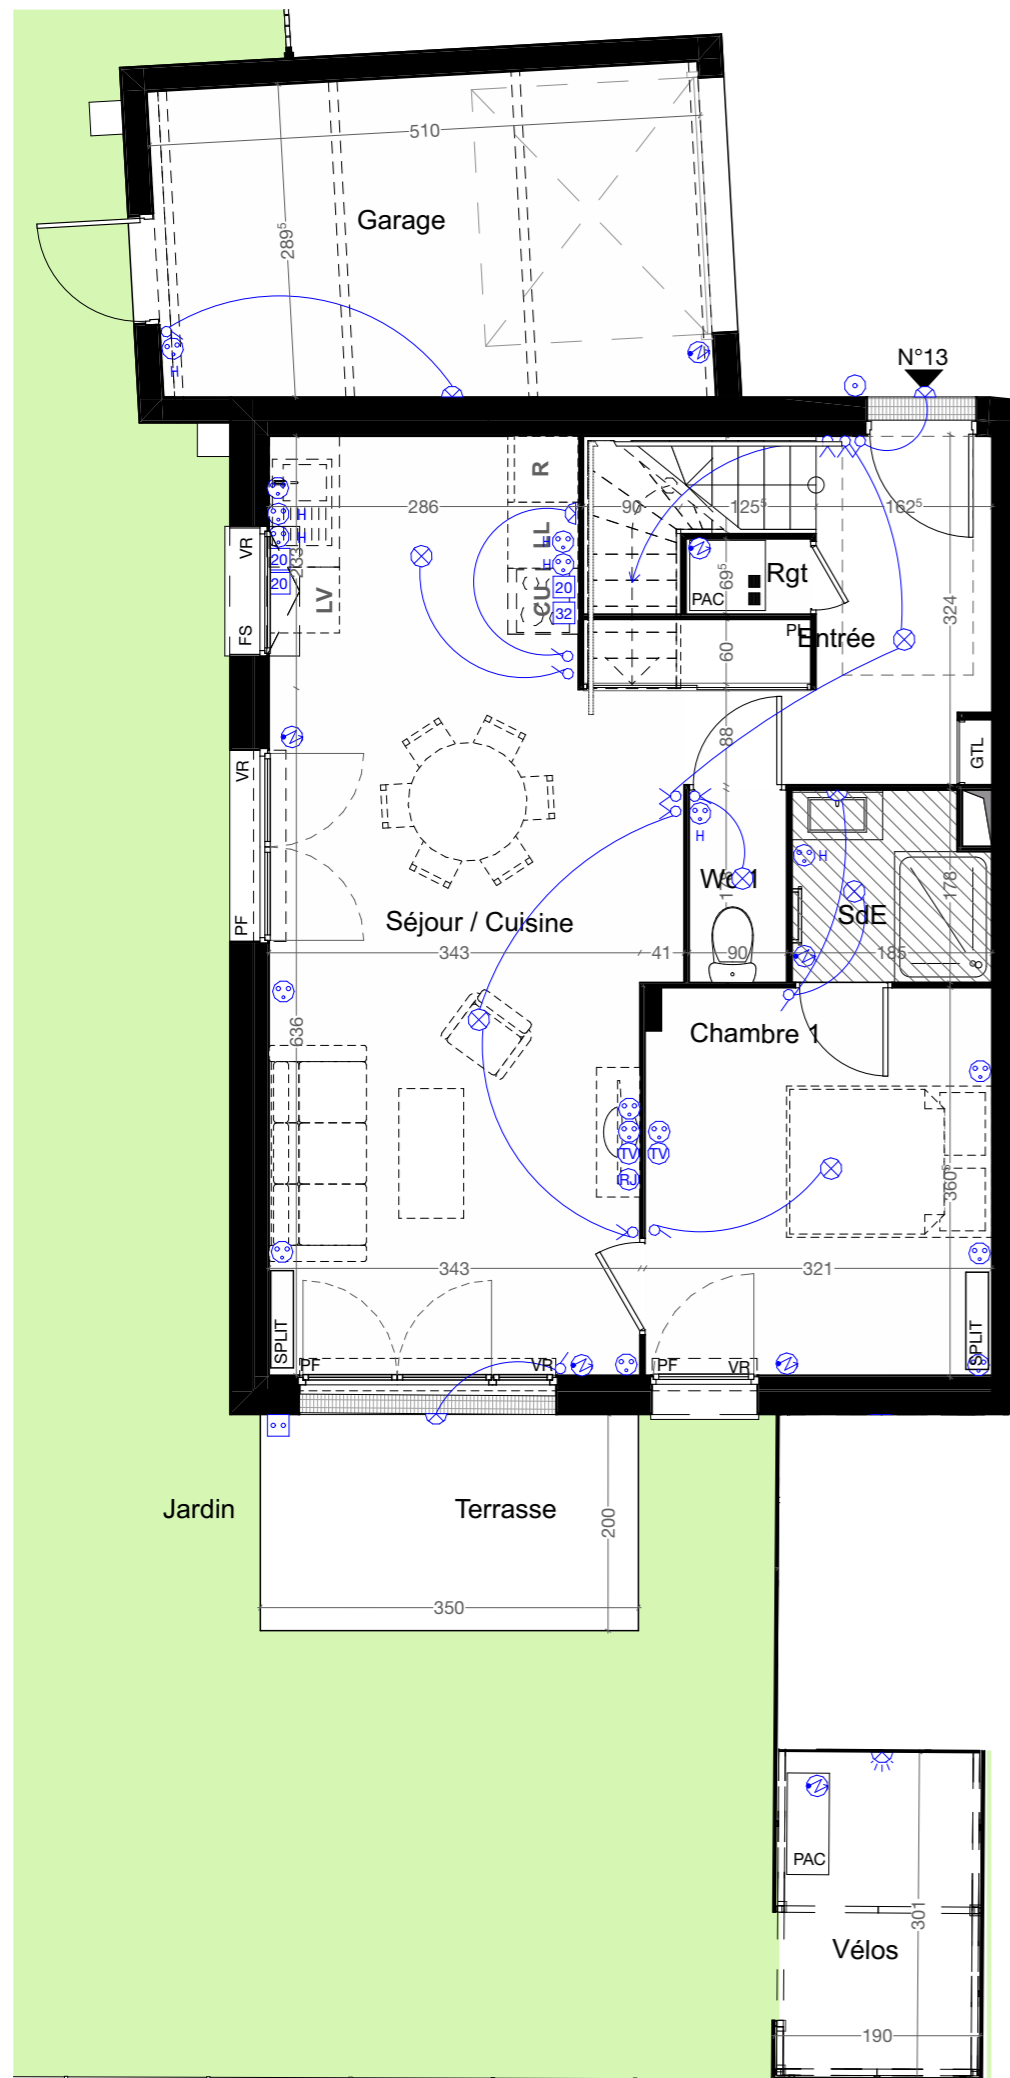 510
Garage
289⁵
H
N°13
R
286
90
125⁵
162⁵
H
H
VR
233
20
20
LV
FS
LL
H
H
CU
20
32
69⁵
Rgt
PAC
PL
Entrée
324
60
88
GTL
VR
PF
H
Wc 1
H
SdE
178
Séjour / Cuisine
343
41
90
185
636
Chambre 1
TV
TV
RJ
360⁵
343
321
SPLIT
SPLIT
PF
VR
PF
VR
Jardin
Terrasse
200
350
PAC
301
Vélos
190